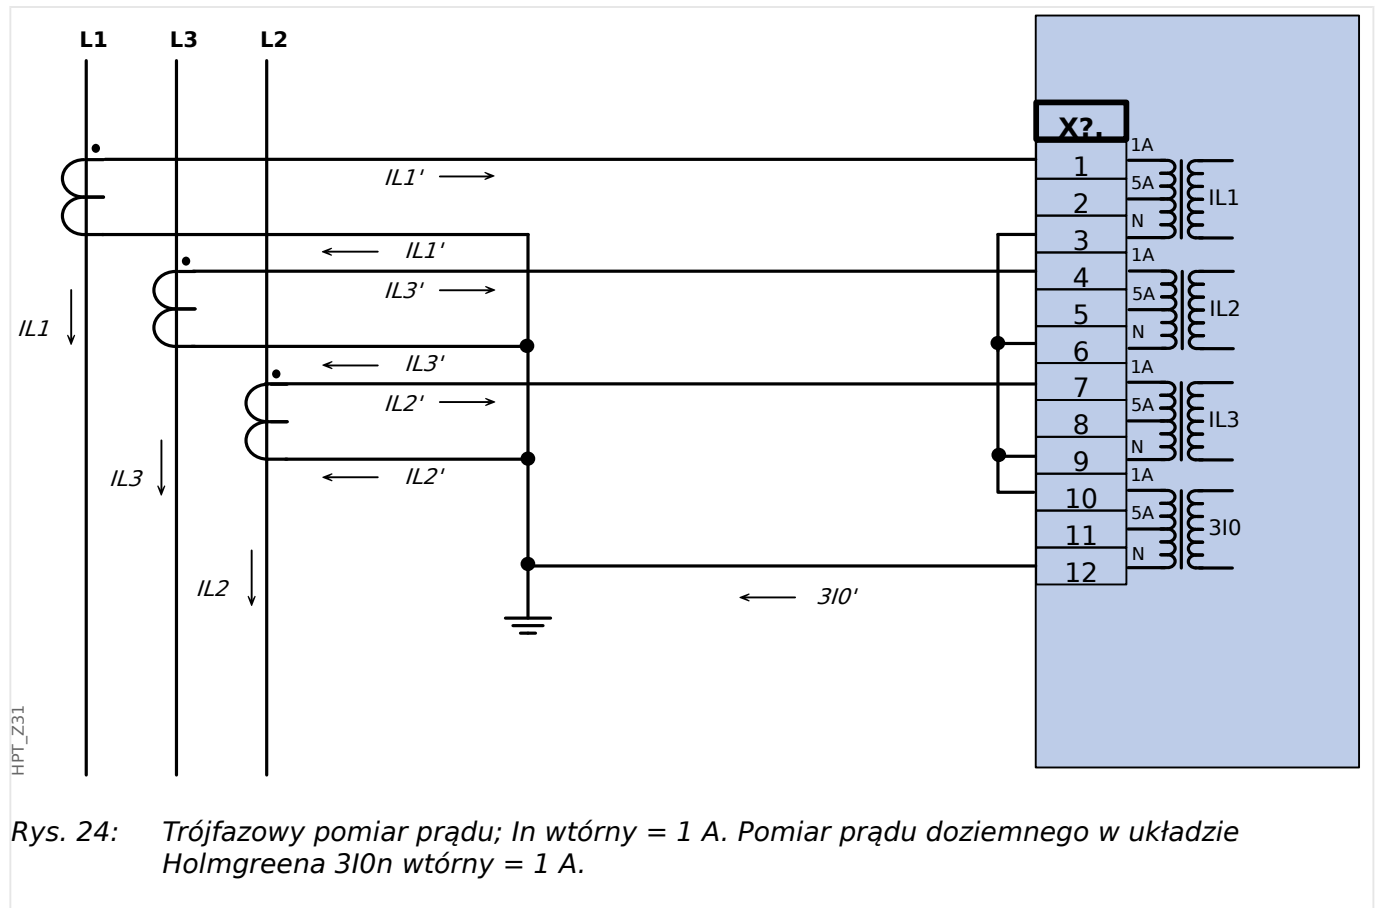 L1 L3 L2
X?.
1A
IL1'
1
5A
2
IL1
N
3
IL1'
1A
4
IL3'
5A
5
IL2
IL1
N
6
IL3'
1A
7
IL2'
5A
8
IL3
N
9
IL2'
IL3
1A
10
5A
11
3I0
N
12
IL2
3I0'
HPT_Z31
Rys. 24: Trójfazowy pomiar prądu; In wtórny = 1 A. Pomiar prądu doziemnego w układzie
Holmgreena 3I0n wtórny = 1 A.